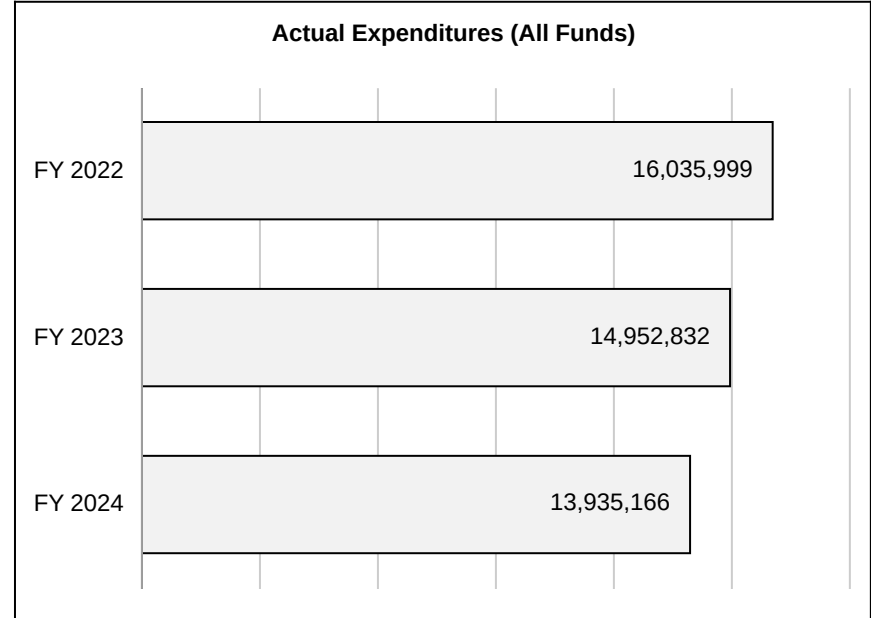 Actual Expenditures (All Funds)
FY 2022 16,035,999
FY 2023 14,952,832
FY 2024 13,935,166